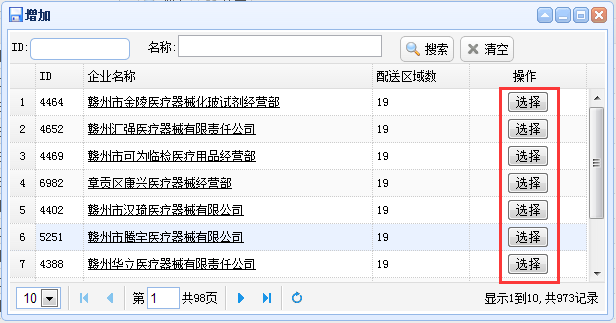 增加
ID: 名称: 搜索 清空
ID 企业名称 配送区域数 操作
1 4464 赣州市金陵医疗器械化玻试剂经营部 19 选择
2 4652 赣州汇强医疗器械有限责任公司 19 选择
3 4469 赣州市可为临检医疗用品经营部 19 选择
4 6982 章贡区康兴医疗器械经营部 19 选择
5 4402 赣州市汉琦医疗器械有限公司 19 选择
6 5251 赣州市腾宇医疗器械有限公司 19 选择
7 4388 赣州华立医疗器械有限责任公司 19 选择
10 第 1 共98页 显示1到10, 共973记录